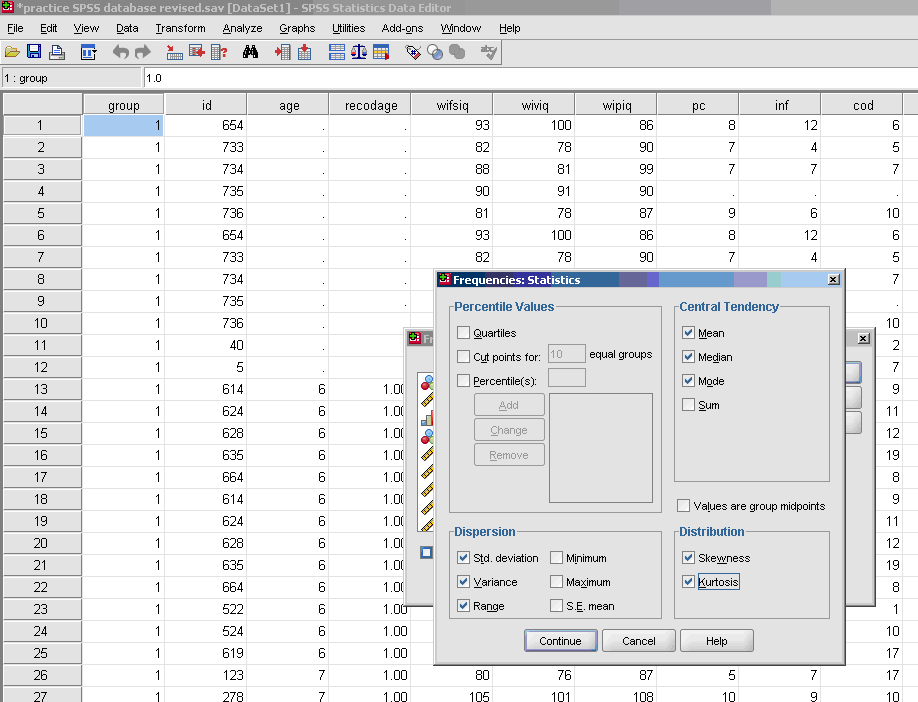 *practice SPSS database revised.sav [DataSet1] - SPSS Statistics Data Editor
File Edit View Data Transform Analyze Graphs Utilities Add-ons Window Help
1 : group 1.0
group id age recodage wifsiq wiviq wipiq pc inf cod
1 1 654 . . 93 100 86 8 12 6
2 1 733 . . 82 78 90 7 4 5
3 1 734 . . 88 81 99 7 7 7
4 1 735 . . 90 91 90 . . .
5 1 736 . . 81 78 87 9 6 10
6 1 654 . . 93 100 86 8 12 6
7 1 733 . . 82 78 90 7 4 5
8 1 734 . . 7
9 1 735 . . .
10 1 736 . . 10
11 1 40 . . 2
12 1 5 . . 7
13 1 614 6 1.00 9
14 1 624 6 1.00 11
15 1 628 6 1.00 12
16 1 635 6 1.00 19
17 1 664 6 1.00 8
18 1 614 6 1.00 9
19 1 624 6 1.00 11
20 1 628 6 1.00 12
21 1 635 6 1.00 19
22 1 664 6 1.00 8
23 1 522 6 1.00 1
24 1 524 6 1.00 10
25 1 619 6 1.00 17
26 1 123 7 1.00 80 76 87 5 7 17
27 1 278 7 1.00 105 101 108 10 9 10
Frequencies: Statistics
Percentile Values
Quartiles
Cut points for: 10 equal groups
Percentile(s):
Add
Change
Remove
Central Tendency
Mean
Median
Mode
Sum
Values are group midpoints
Dispersion
Std. deviation Minimum
Variance Maximum
Range S.E. mean
Distribution
Skewness
Kurtosis
Continue Cancel Help